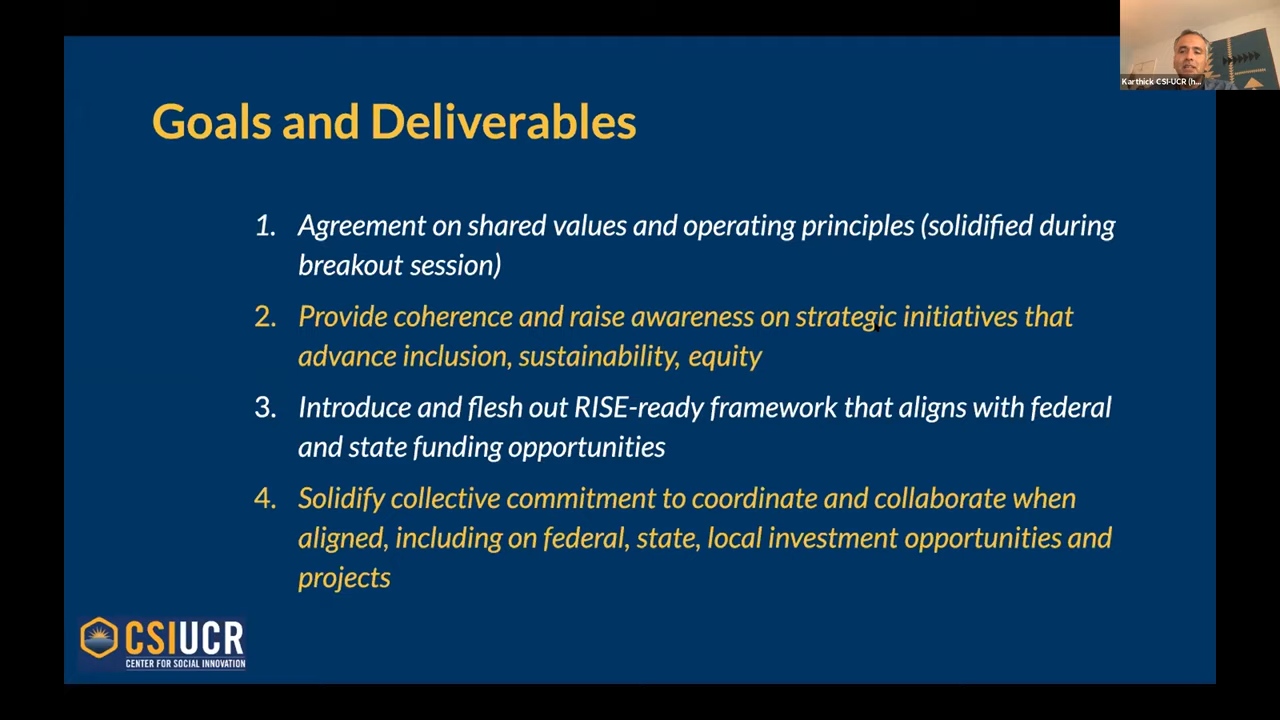 Karthick CSI-UCR (h...
Goals and Deliverables
1. Agreement on shared values and operating principles (solidified during
breakout session)
2. Provide coherence and raise awareness on strategic initiatives that
advance inclusion, sustainability, equity
3. Introduce and flesh out RISE-ready framework that aligns with federal
and state funding opportunities
4. Solidify collective commitment to coordinate and collaborate when
aligned, including on federal, state, local investment opportunities and
projects
CSIUCR
CENTER FOR SOCIAL INNOVATION